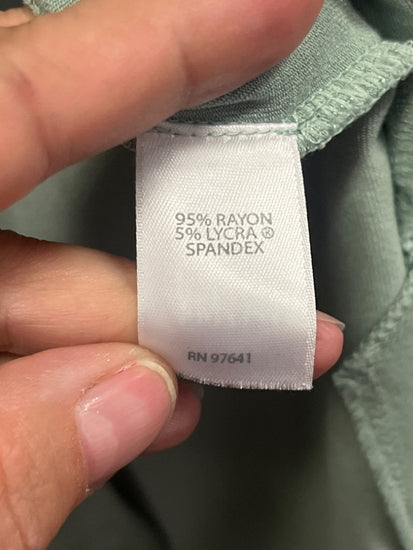 95% RAYON
5% LYCRA ®
SPANDEX
RN 97641